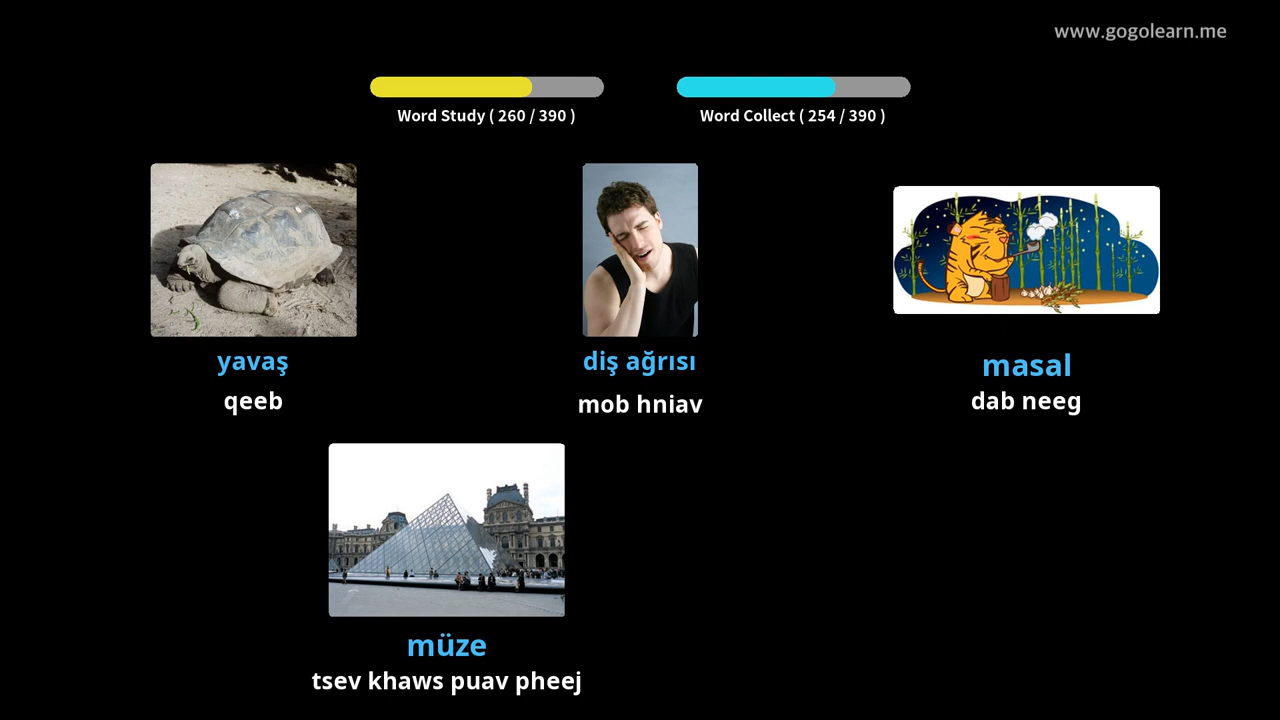 www.gogolearn.me
Word Study ( 260 / 390 )
Word Collect ( 254 / 390 )
yavaş
qeeb
diş ağrısı
mob hniav
masal
dab neeg
müze
tsev khaws puav pheej